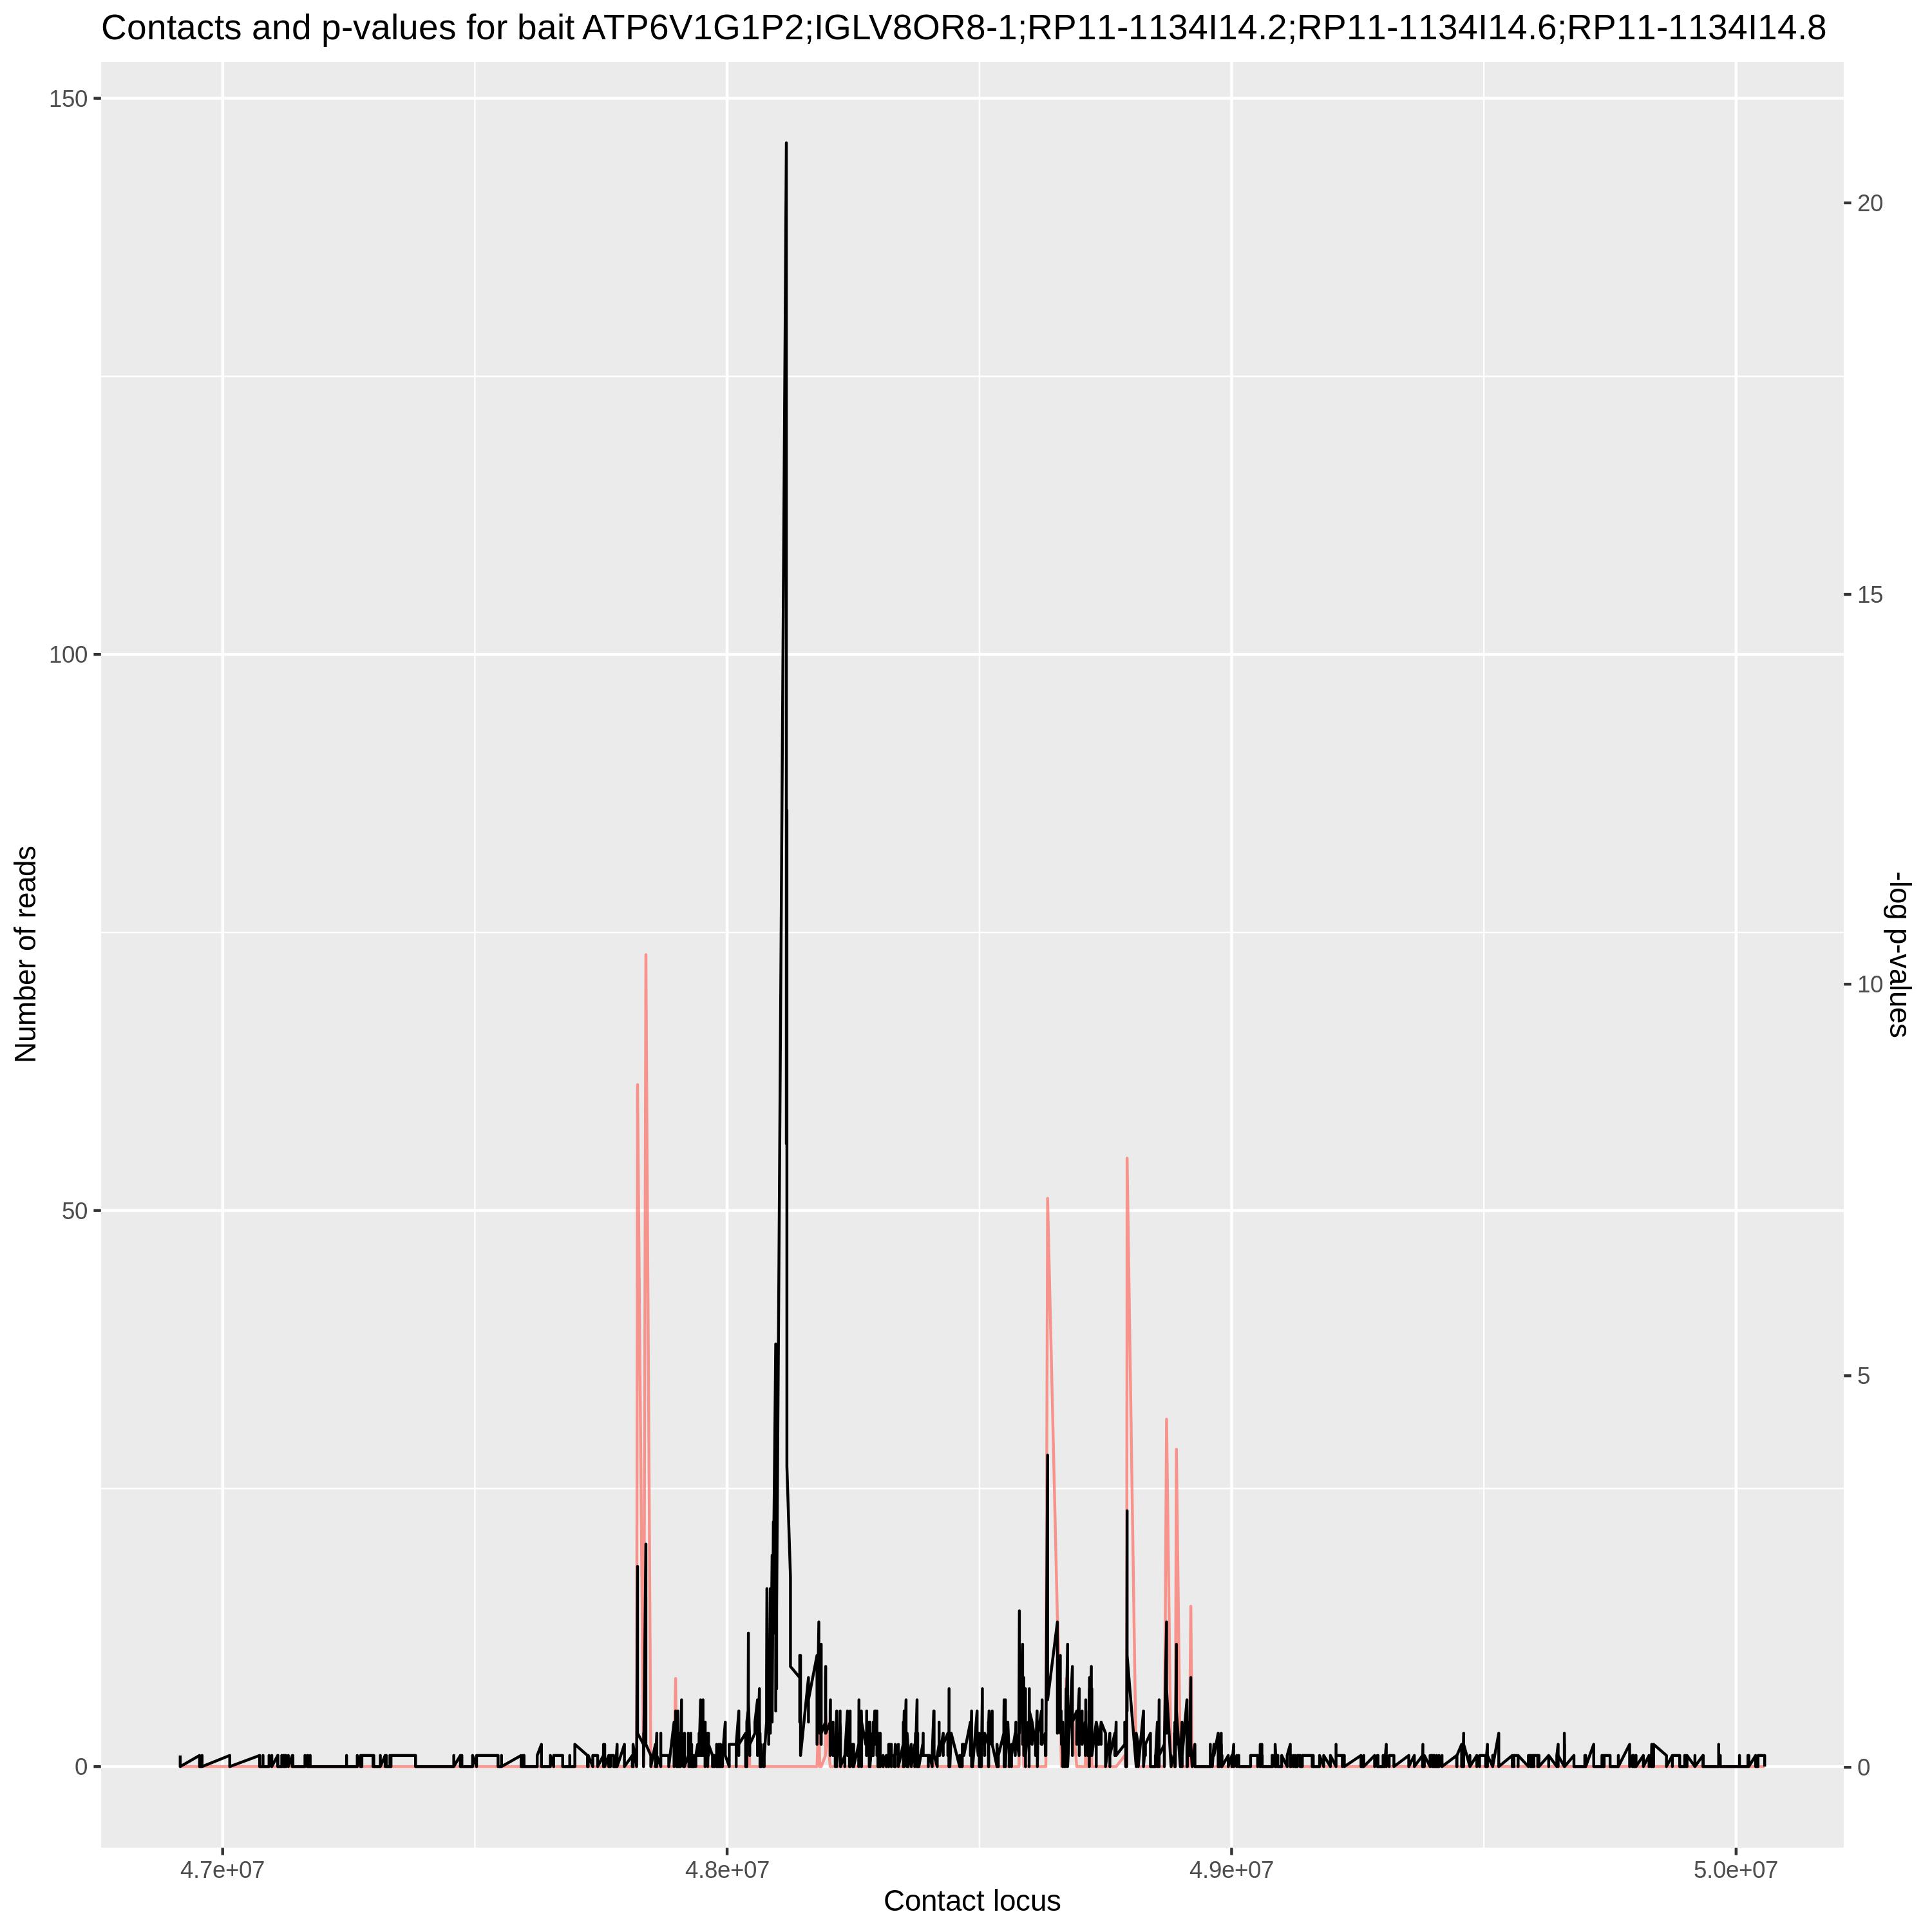 Contacts and p-values for bait ATP6V1G1P2;IGLV8OR8-1;RP11-1134I14.2;RP11-1134I14.6;RP11-1134I14.8
150
100
50
0
Number of reads
20
15
10
5
0
-log p-values
4.7e+07
4.8e+07
4.9e+07
5.0e+07
Contact locus